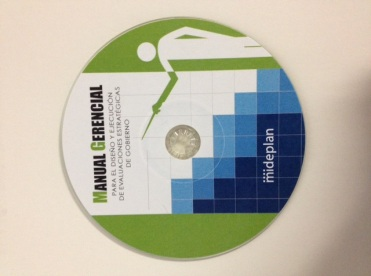 MANUAL GERENCIAL
PARA EL DISEÑO Y EJECUCIÓN
DE EVALUACIONES ESTRATÉGICAS
DE GOBIERNO
mideplan